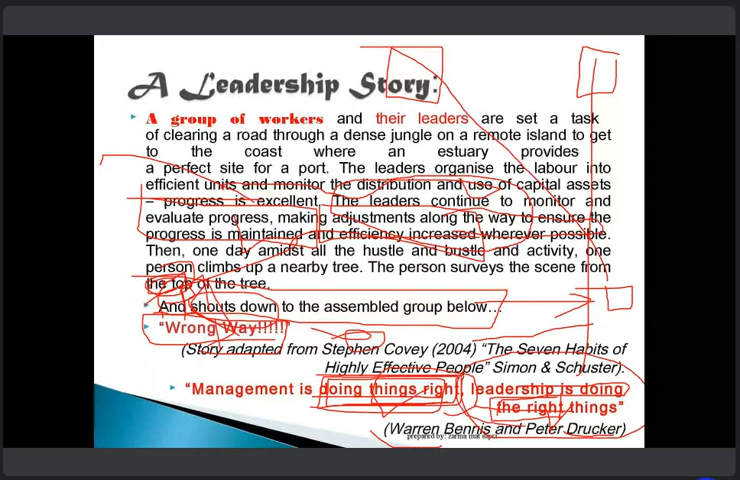 A Leadership Story:
A group of workers and their leaders are set a task
of clearing a road through a dense jungle on a remote island to get
to the coast where an estuary provides
a perfect site for a port. The leaders organise the labour into
efficient units and monitor the distribution and use of capital assets
– progress is excellent. The leaders continue to monitor and
evaluate progress, making adjustments along the way to ensure the
progress is maintained and efficiency increased wherever possible.
Then, one day amidst all the hustle and bustle and activity, one
person climbs up a nearby tree. The person surveys the scene from
the top of the tree.
And shouts down to the assembled group below…
"Wrong Way!!!!!"
(Story adapted from Stephen Covey (2004) "The Seven Habits of
Highly Effective People" Simon & Schuster).
"Management is doing things right, leadership is doing
the right things"
(Warren Bennis and Peter Drucker)
prepared by: zarina mat sapci